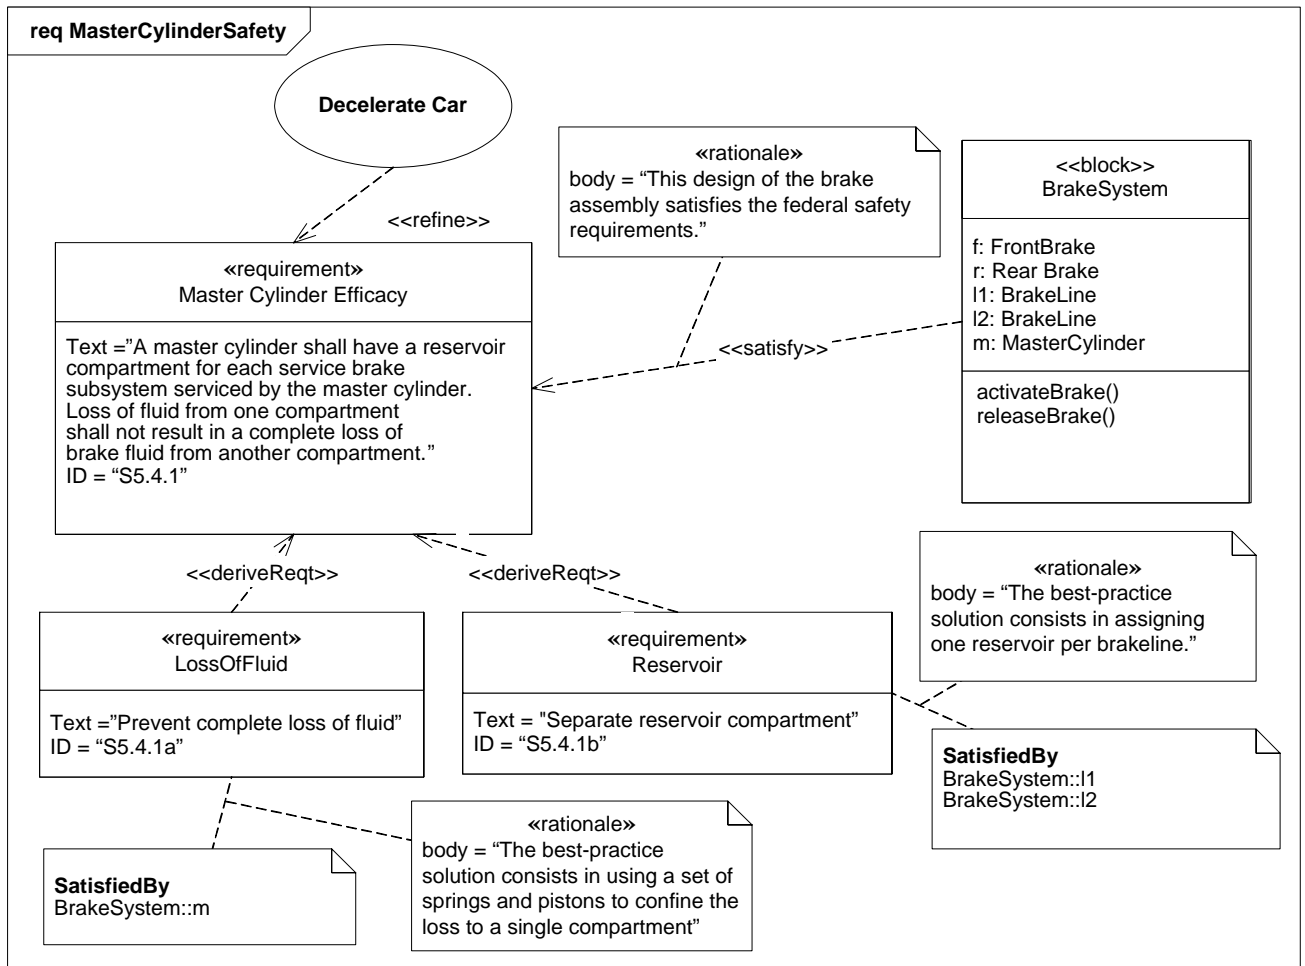 req MasterCylinderSafety
Decelerate Car
<<refine>>
«rationale»
body = “This design of the brake
assembly satisfies the federal safety
requirements.”
<<block>>
BrakeSystem
f: FrontBrake
r: Rear Brake
l1: BrakeLine
l2: BrakeLine
m: MasterCylinder
activateBrake()
releaseBrake()
«requirement»
Master Cylinder Efficacy
Text =”A master cylinder shall have a reservoir
compartment for each service brake
subsystem serviced by the master cylinder.
Loss of fluid from one compartment
shall not result in a complete loss of
brake fluid from another compartment.”
ID = “S5.4.1”
<<satisfy>>
<<deriveReqt>>
<<deriveReqt>>
«requirement»
LossOfFluid
Text =”Prevent complete loss of fluid”
ID = “S5.4.1a”
«requirement»
Reservoir
Text = "Separate reservoir compartment”
ID = “S5.4.1b”
«rationale»
body = “The best-practice
solution consists in assigning
one reservoir per brakeline.”
SatisfiedBy
BrakeSystem::l1
BrakeSystem::l2
«rationale»
body = “The best-practice
solution consists in using a set of
springs and pistons to confine the
loss to a single compartment”
SatisfiedBy
BrakeSystem::m